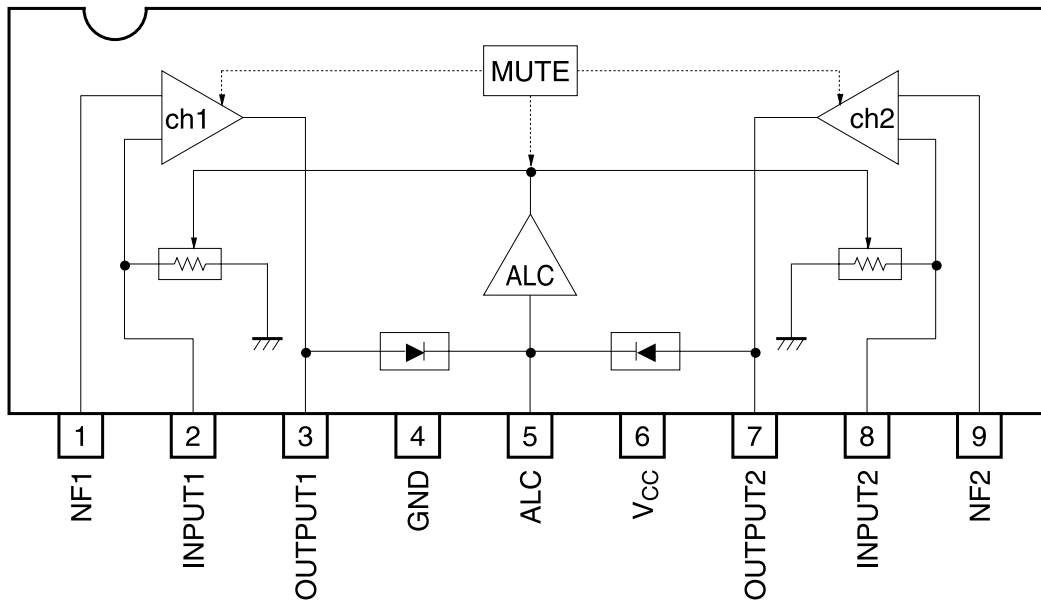 MUTE
ch1
ch2
ALC
1
2
3
4
5
6
7
8
9
NF1
INPUT1
OUTPUT1
GND
ALC
VCC
OUTPUT2
INPUT2
NF2